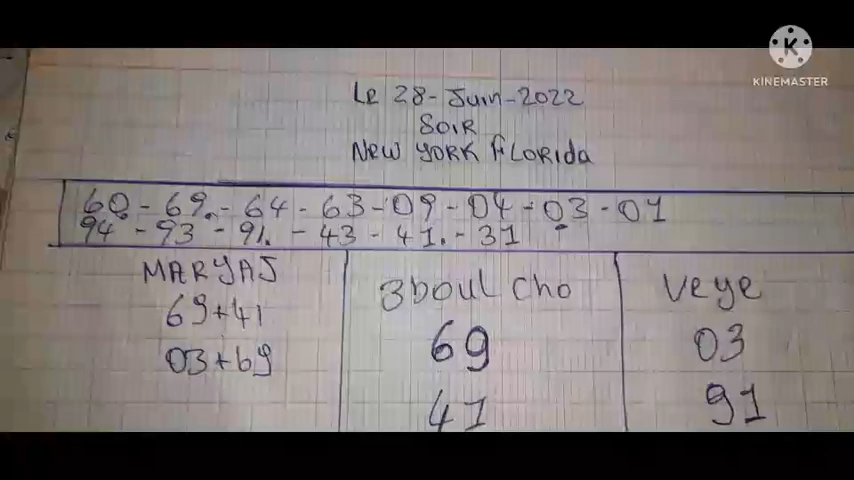 KINEMASTER
Le 28-Juin-2022
SOIR
New YORK FLORIda
60 - 69 - 64 - 63 - 09 - 04 - 03 - 01
94 - 93 - 91 - 43 - 41 - 31
MARYAJ
69+41
03+69
3boul cho
69
41
veye
03
91